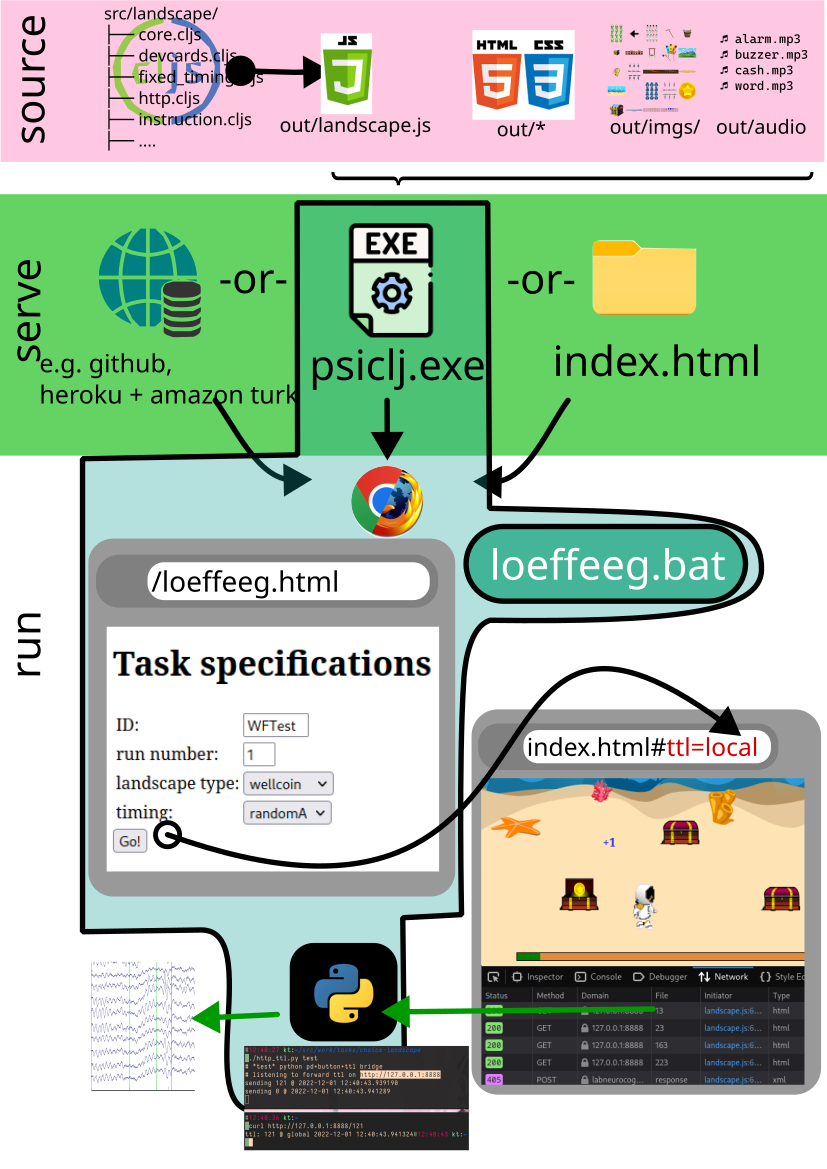 source
src/landscape/
core.cljs
devcards.cljs
fixed_timing.cljs
http.cljs
instruction.cljs
....
cljs
JS
out/landscape.js
HTML CSS
5 3
out/*
out/imgs/
♬ alarm.mp3
♬ buzzer.mp3
♬ cash.mp3
♬ word.mp3
out/audio
serve
-or-
EXE
-or-
e.g. github,
heroku + amazon turk
psiclj.exe
index.html
run
loeffeeg.bat
/loeffeeg.html
Task specifications
ID: WFTest
run number: 1
landscape type: wellcoin
timing: randomA
Go!
index.html#ttl=local
+1
Inspector Console Debugger Network Style Ed
Status Method Domain File Initiator Type
13 landscape.js:6... html
200 GET 127.0.0.1:8888 23 landscape.js:6... html
200 GET 127.0.0.1:8888 163 landscape.js:6... html
200 GET 127.0.0.1:8888 223 landscape.js:6... html
405 POST labneurocog... response landscape.js:6... xml
./http_ttl.py test
# "test" python pd+button+ttl bridge
# listening to forward ttl on http://127.0.0.1:8888
sending 121 @ 2022-12-01 12:40:43.939190
sending 0 @ 2022-12-01 12:40:43.941289
curl http://127.0.0.1:8888/121
ttl: 121 @ global 2022-12-01 12:40:43.941324